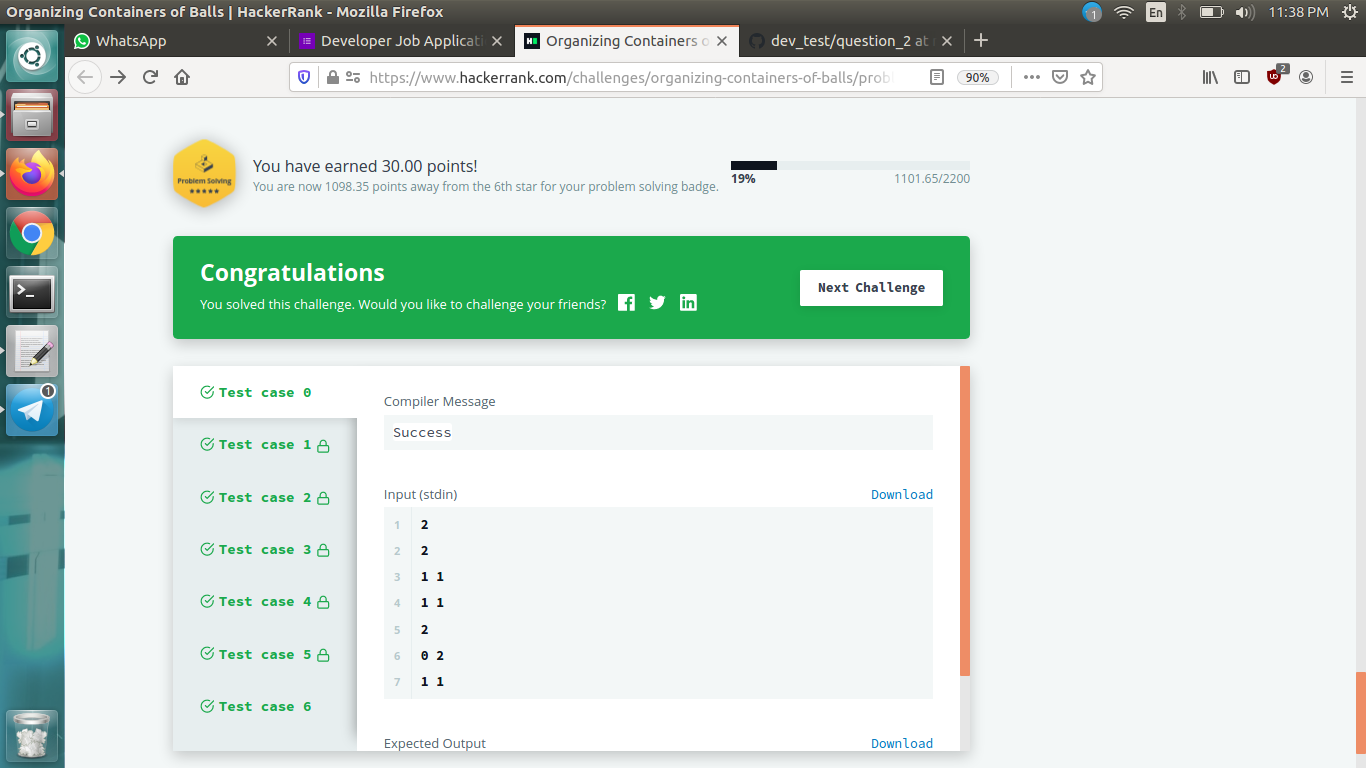 Organizing Containers of Balls | HackerRank - Mozilla Firefox
1
En
11:38 PM
WhatsApp
Developer Job Applicati
Organizing Containers o
dev_test/question_2 at
https://www.hackerrank.com/challenges/organizing-containers-of-balls/prob
90%
2
Problem Solving
You have earned 30.00 points!
You are now 1098.35 points away from the 6th star for your problem solving badge.
19%
1101.65/2200
Congratulations
You solved this challenge. Would you like to challenge your friends?
Next Challenge
Test case 0
Test case 1
Test case 2
Test case 3
Test case 4
Test case 5
Test case 6
Compiler Message
Success
Input (stdin)
Download
1 2
2 2
3 1 1
4 1 1
5 2
6 0 2
7 1 1
Expected Output
Download
1